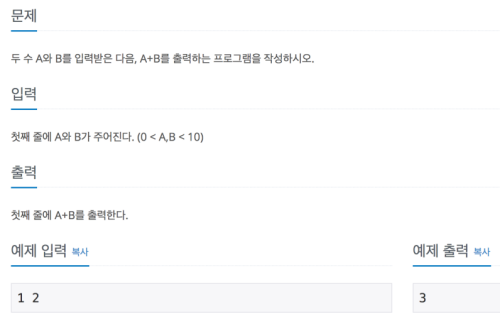 문제
두 수 A와 B를 입력받은 다음, A+B를 출력하는 프로그램을 작성하시오.
입력
첫째 줄에 A와 B가 주어진다. (0 < A,B < 10)
출력
첫째 줄에 A+B를 출력한다.
예제 입력 복사
1 2
예제 출력 복사
3